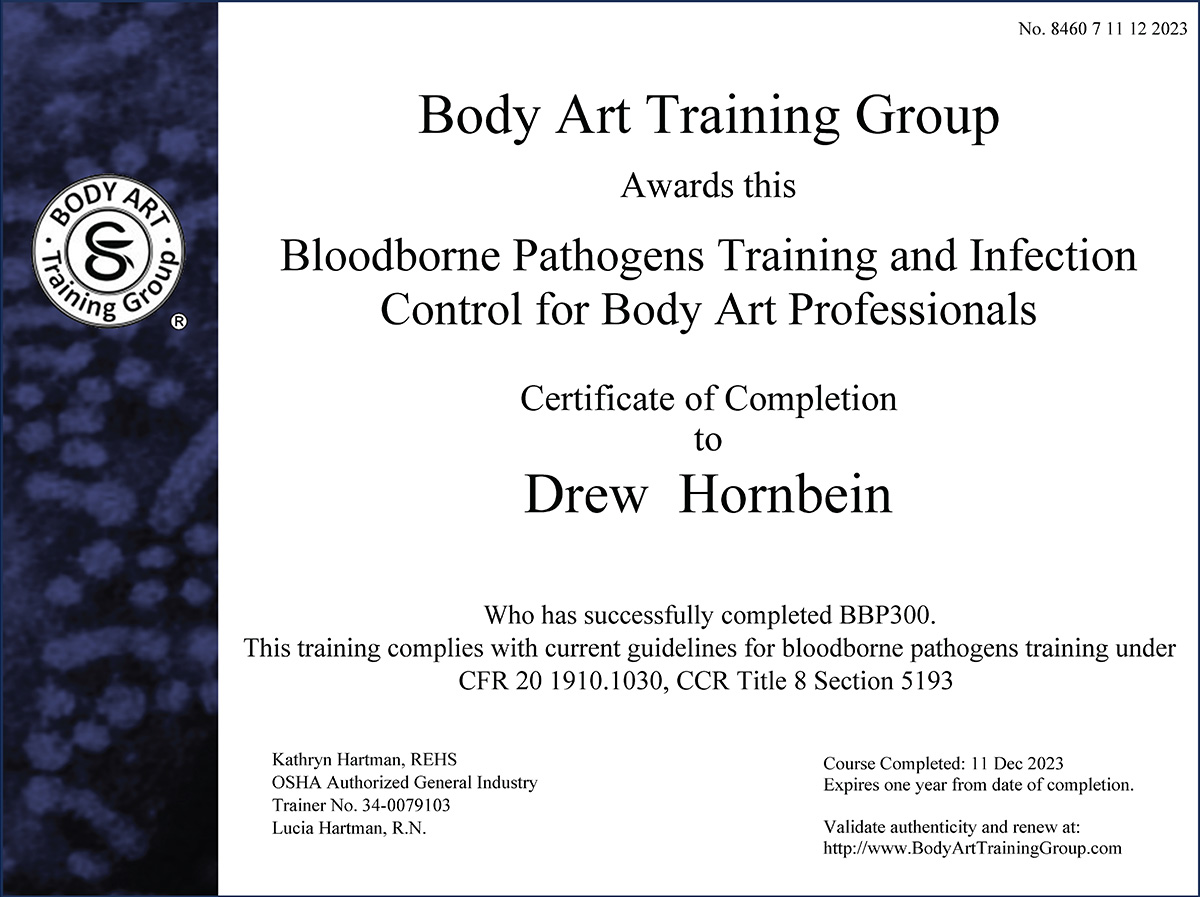 No. 8460 7 11 12 2023
Body Art Training Group
Awards this
Bloodborne Pathogens Training and Infection
Control for Body Art Professionals
Certificate of Completion
to
Drew Hornbein
Who has successfully completed BBP300.
This training complies with current guidelines for bloodborne pathogens training under
CFR 20 1910.1030, CCR Title 8 Section 5193
Kathryn Hartman, REHS
OSHA Authorized General Industry
Trainer No. 34-0079103
Lucia Hartman, R.N.
Course Completed: 11 Dec 2023
Expires one year from date of completion.
Validate authenticity and renew at:
http://www.BodyArtTrainingGroup.com
BODY ART
Training Group
®